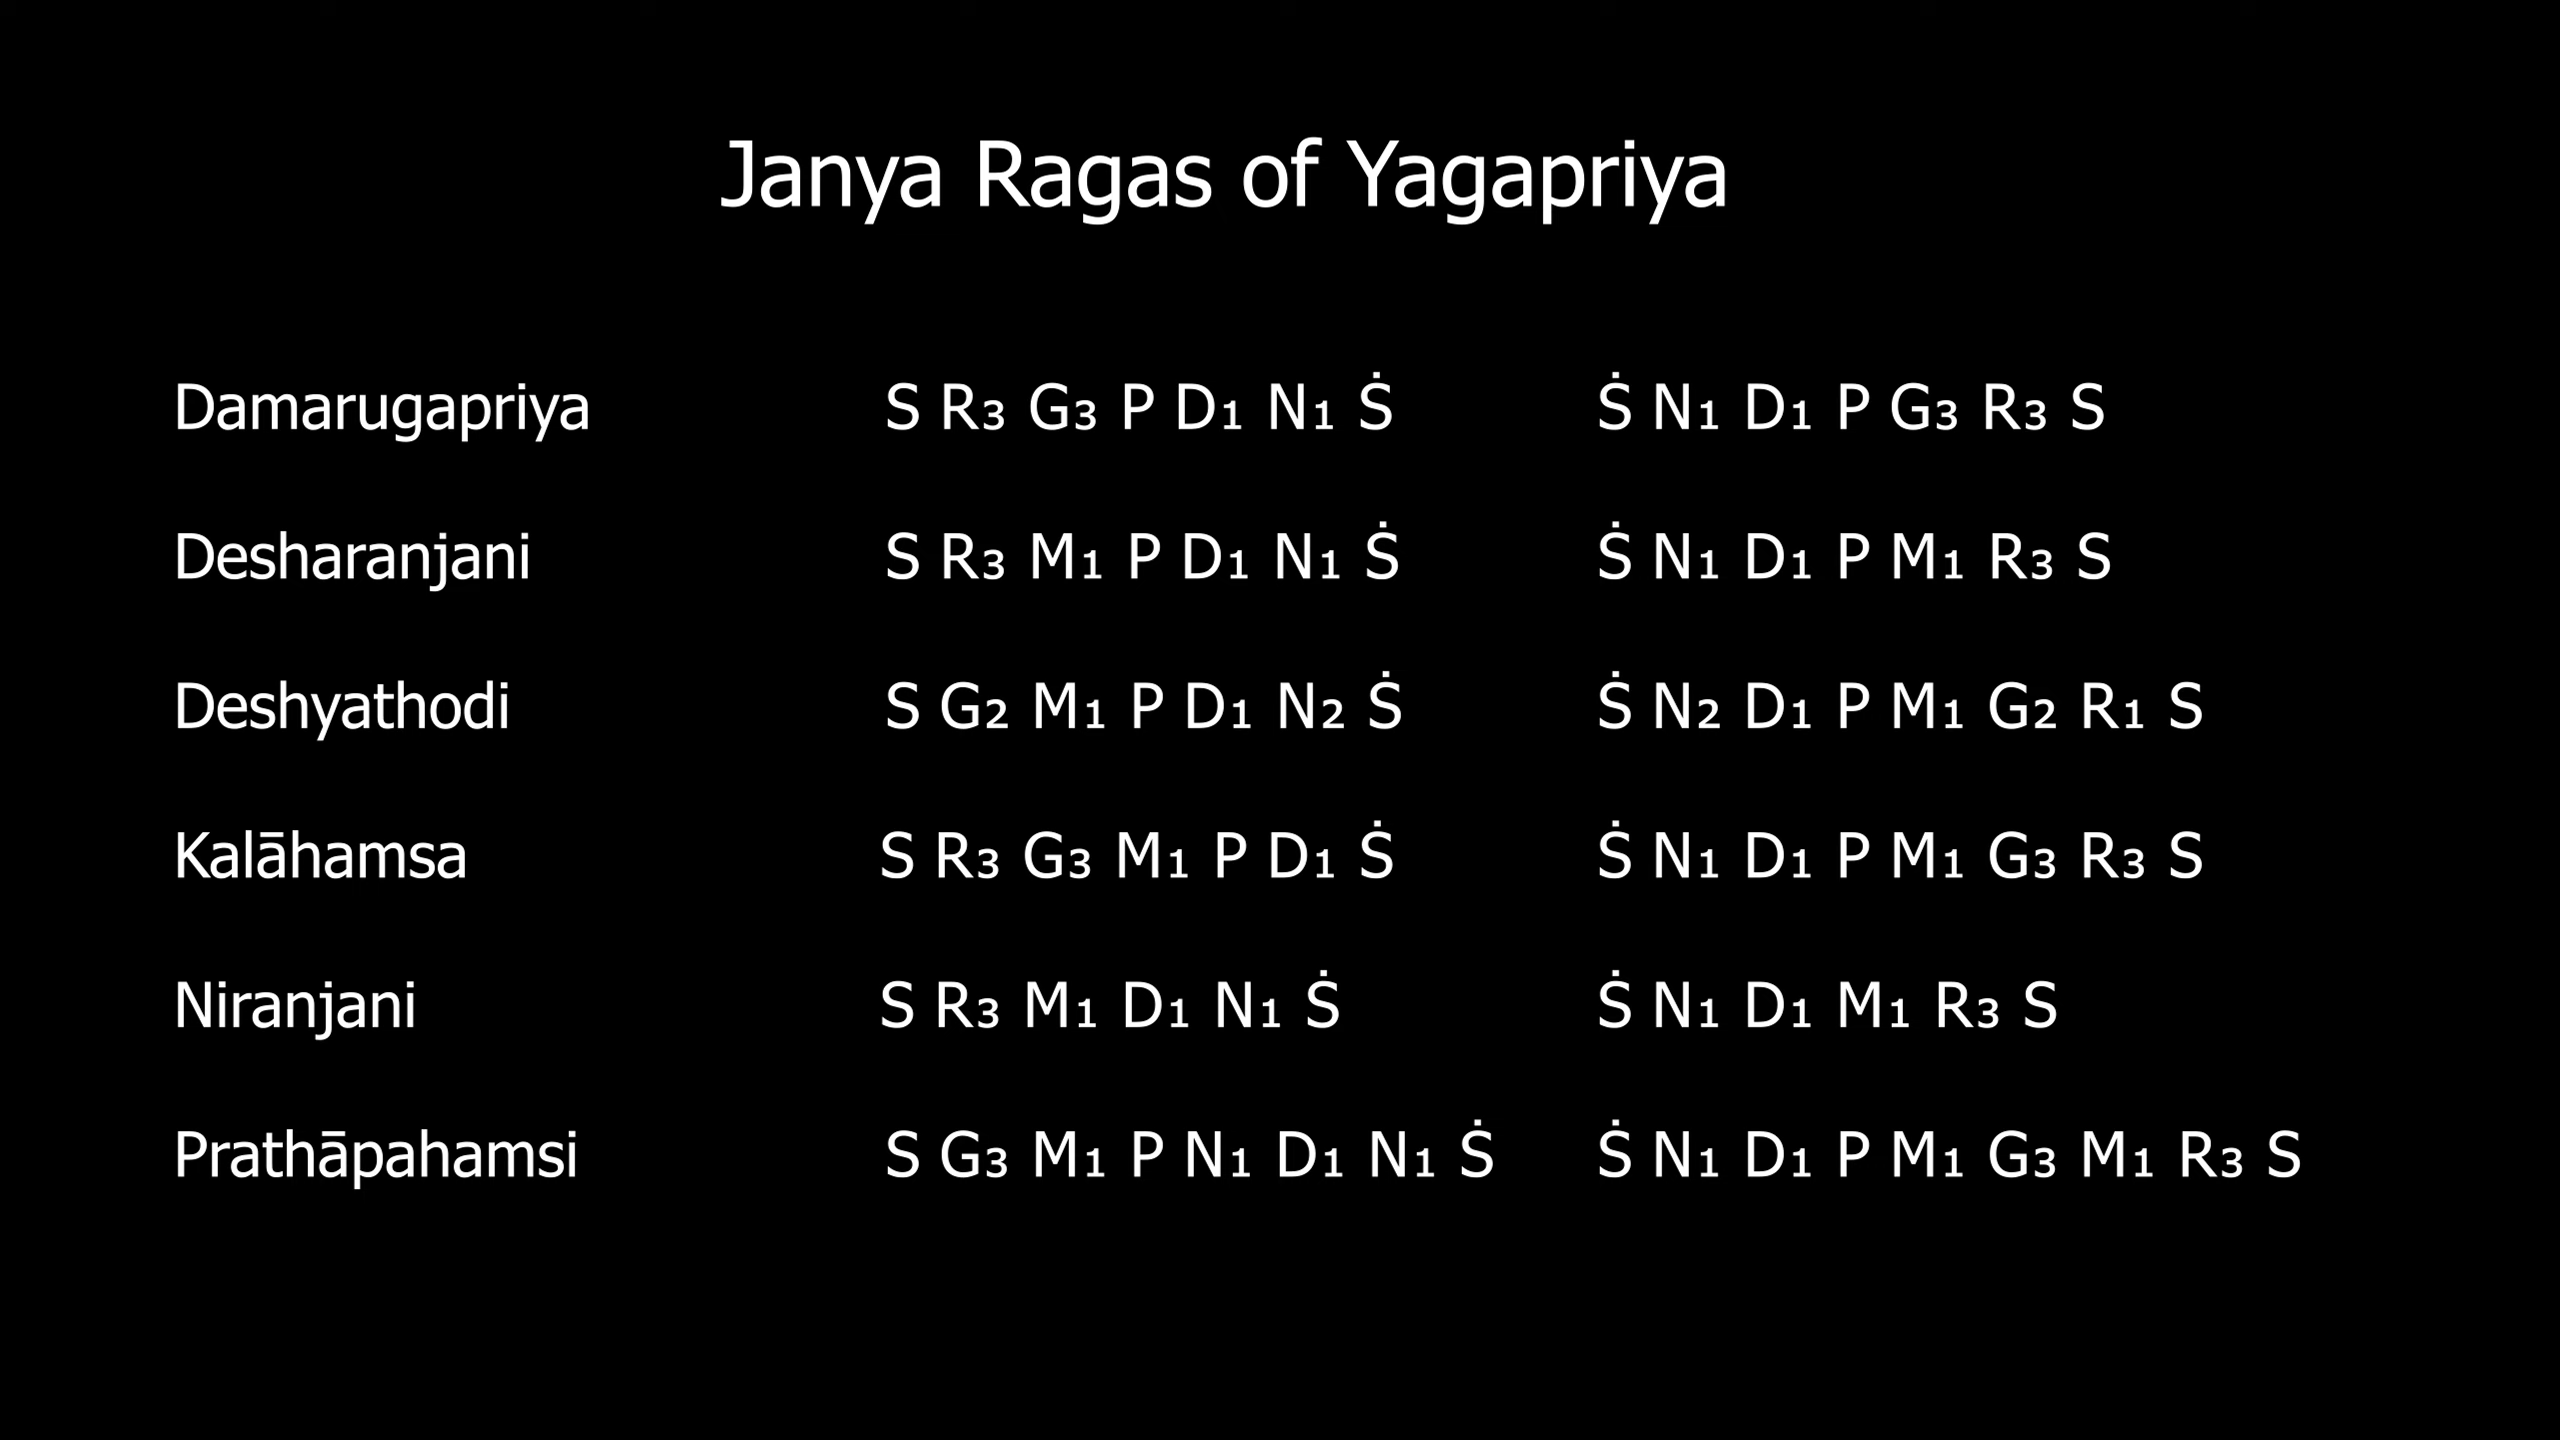 Janya Ragas of Yagapriya
Damarugapriya S R₃ G₃ P D₁ N₁ Ṡ Ṡ N₁ D₁ P G₃ R₃ S
Desharanjani S R₃ M₁ P D₁ N₁ Ṡ Ṡ N₁ D₁ P M₁ R₃ S
Deshyathodi S G₂ M₁ P D₁ N₂ Ṡ Ṡ N₂ D₁ P M₁ G₂ R₁ S
Kalāhamsa S R₃ G₃ M₁ P D₁ Ṡ Ṡ N₁ D₁ P M₁ G₃ R₃ S
Niranjani S R₃ M₁ D₁ N₁ Ṡ Ṡ N₁ D₁ M₁ R₃ S
Prathāpahamsi S G₃ M₁ P N₁ D₁ N₁ Ṡ Ṡ N₁ D₁ P M₁ G₃ M₁ R₃ S